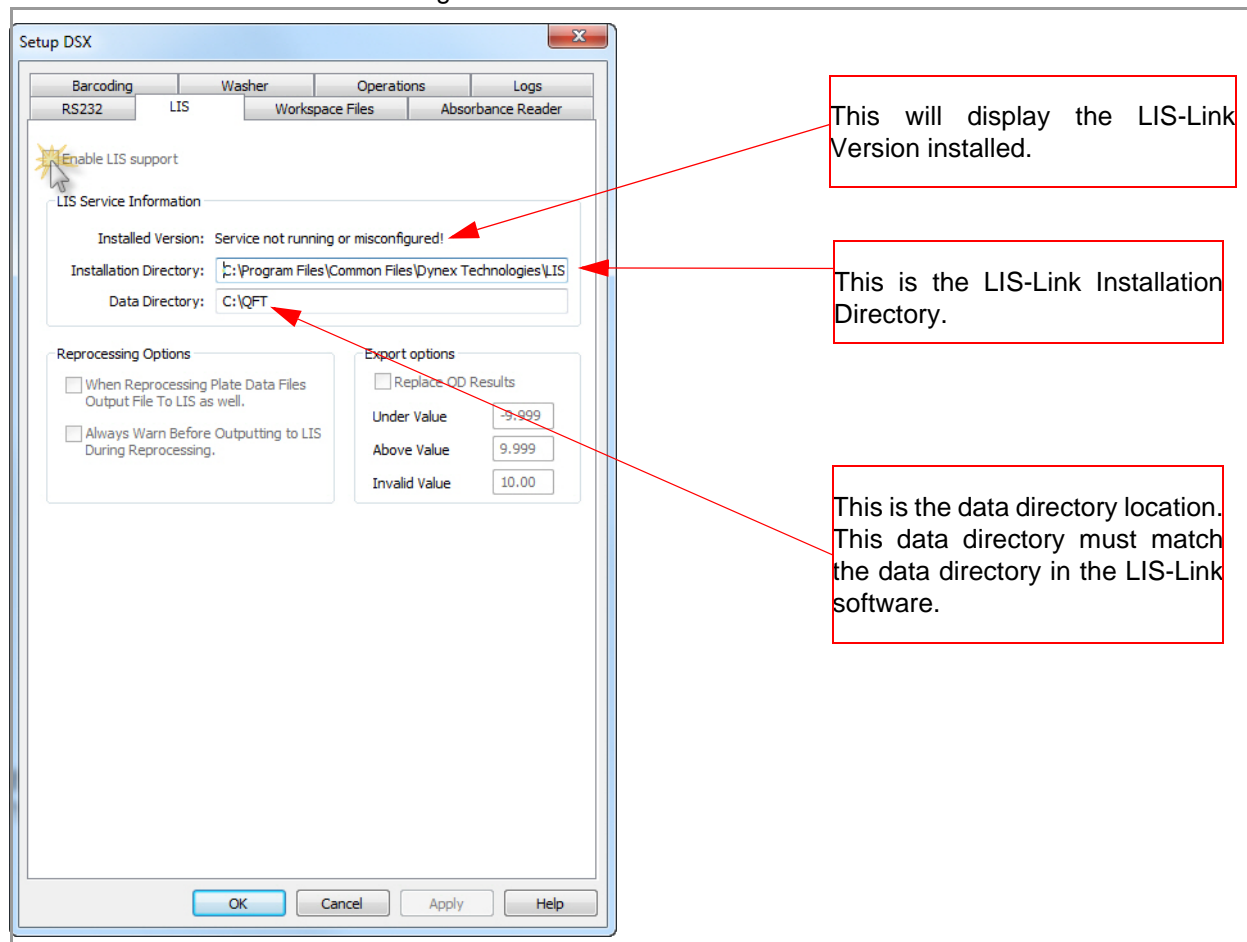 Setup DSX
Barcoding Washer Operations Logs
RS232 LIS Workspace Files Absorbance Reader
Enable LIS support
LIS Service Information
Installed Version: Service not running or misconfigured!
Installation Directory: C:\Program Files\Common Files\Dynex Technologies\LIS
Data Directory: C:\QFT
Reprocessing Options
When Reprocessing Plate Data Files
Output File To LIS as well.
Always Warn Before Outputting to LIS
During Reprocessing.
Export options
Replace OD Results
Under Value -9.999
Above Value 9.999
Invalid Value 10.00
OK Cancel Apply Help
This will display the LIS-Link
Version installed.
This is the LIS-Link Installation
Directory.
This is the data directory location.
This data directory must match
the data directory in the LIS-Link
software.